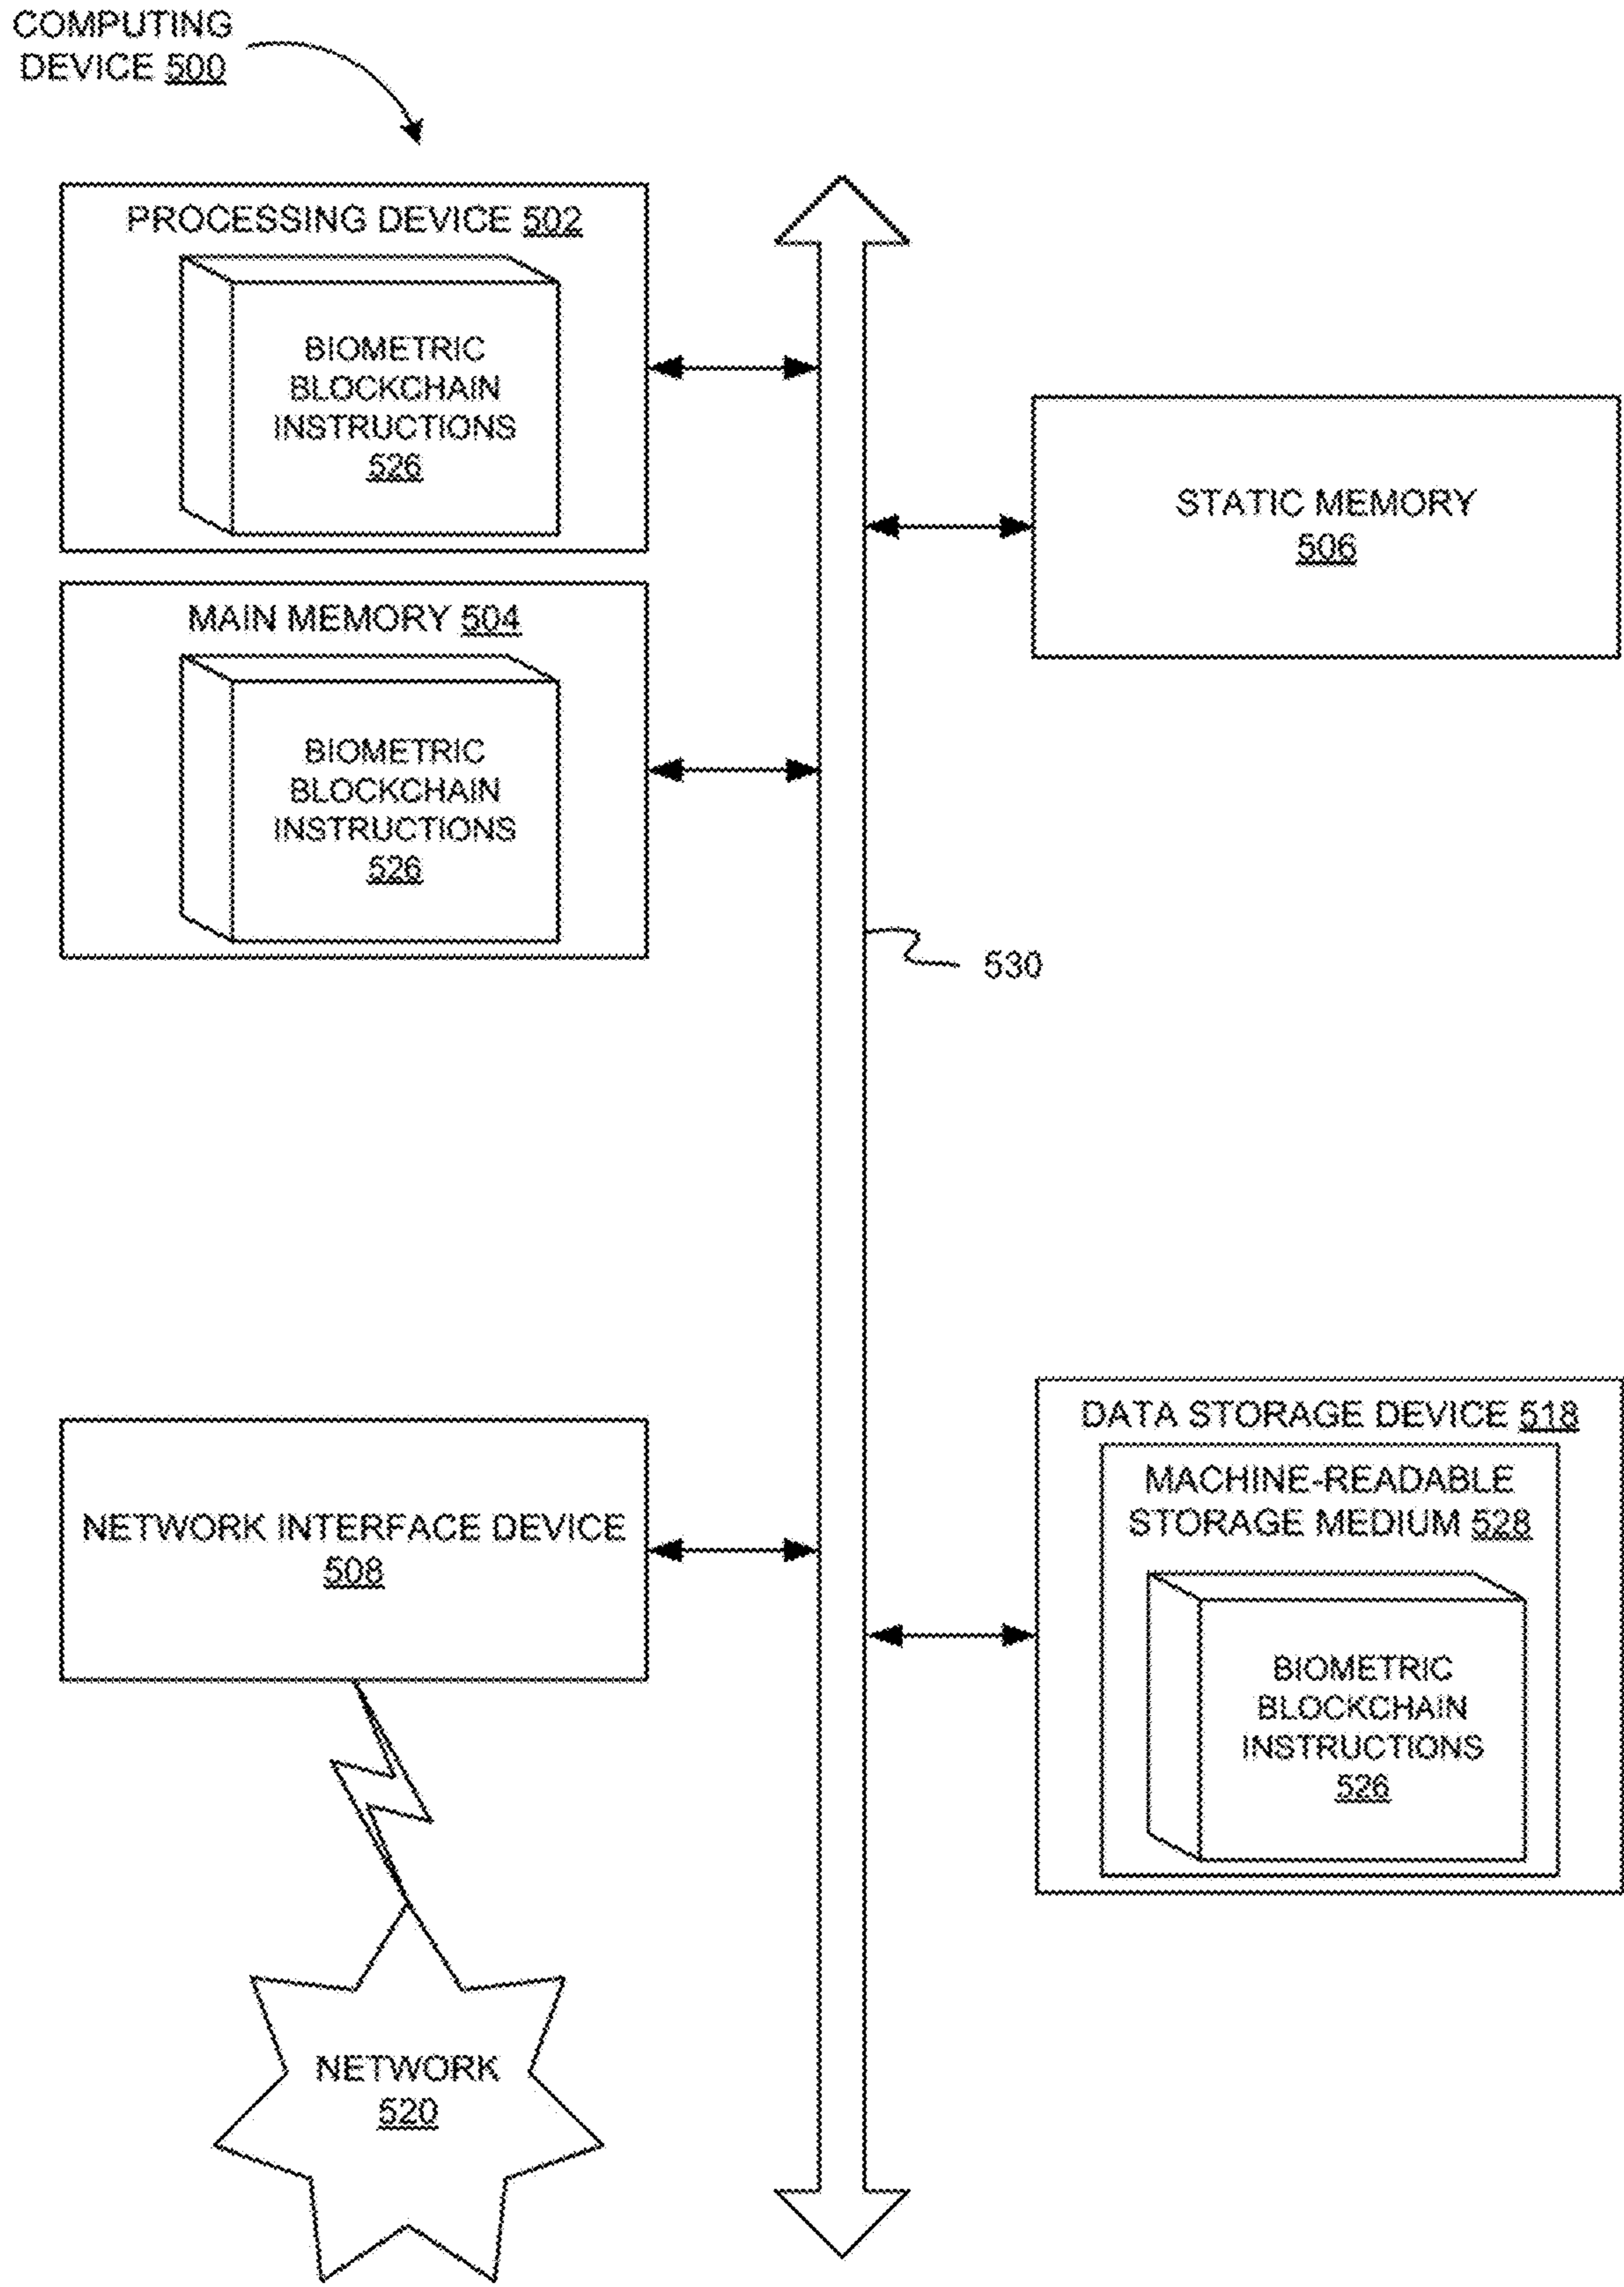 COMPUTING
DEVICE 500
PROCESSING DEVICE 502
BIOMETRIC
BLOCKCHAIN
INSTRUCTIONS
526
STATIC MEMORY
506
MAIN MEMORY 504
BIOMETRIC
BLOCKCHAIN
INSTRUCTIONS
526
530
DATA STORAGE DEVICE 518
MACHINE-READABLE
STORAGE MEDIUM 528
BIOMETRIC
BLOCKCHAIN
INSTRUCTIONS
526
NETWORK INTERFACE DEVICE
508
NETWORK
520